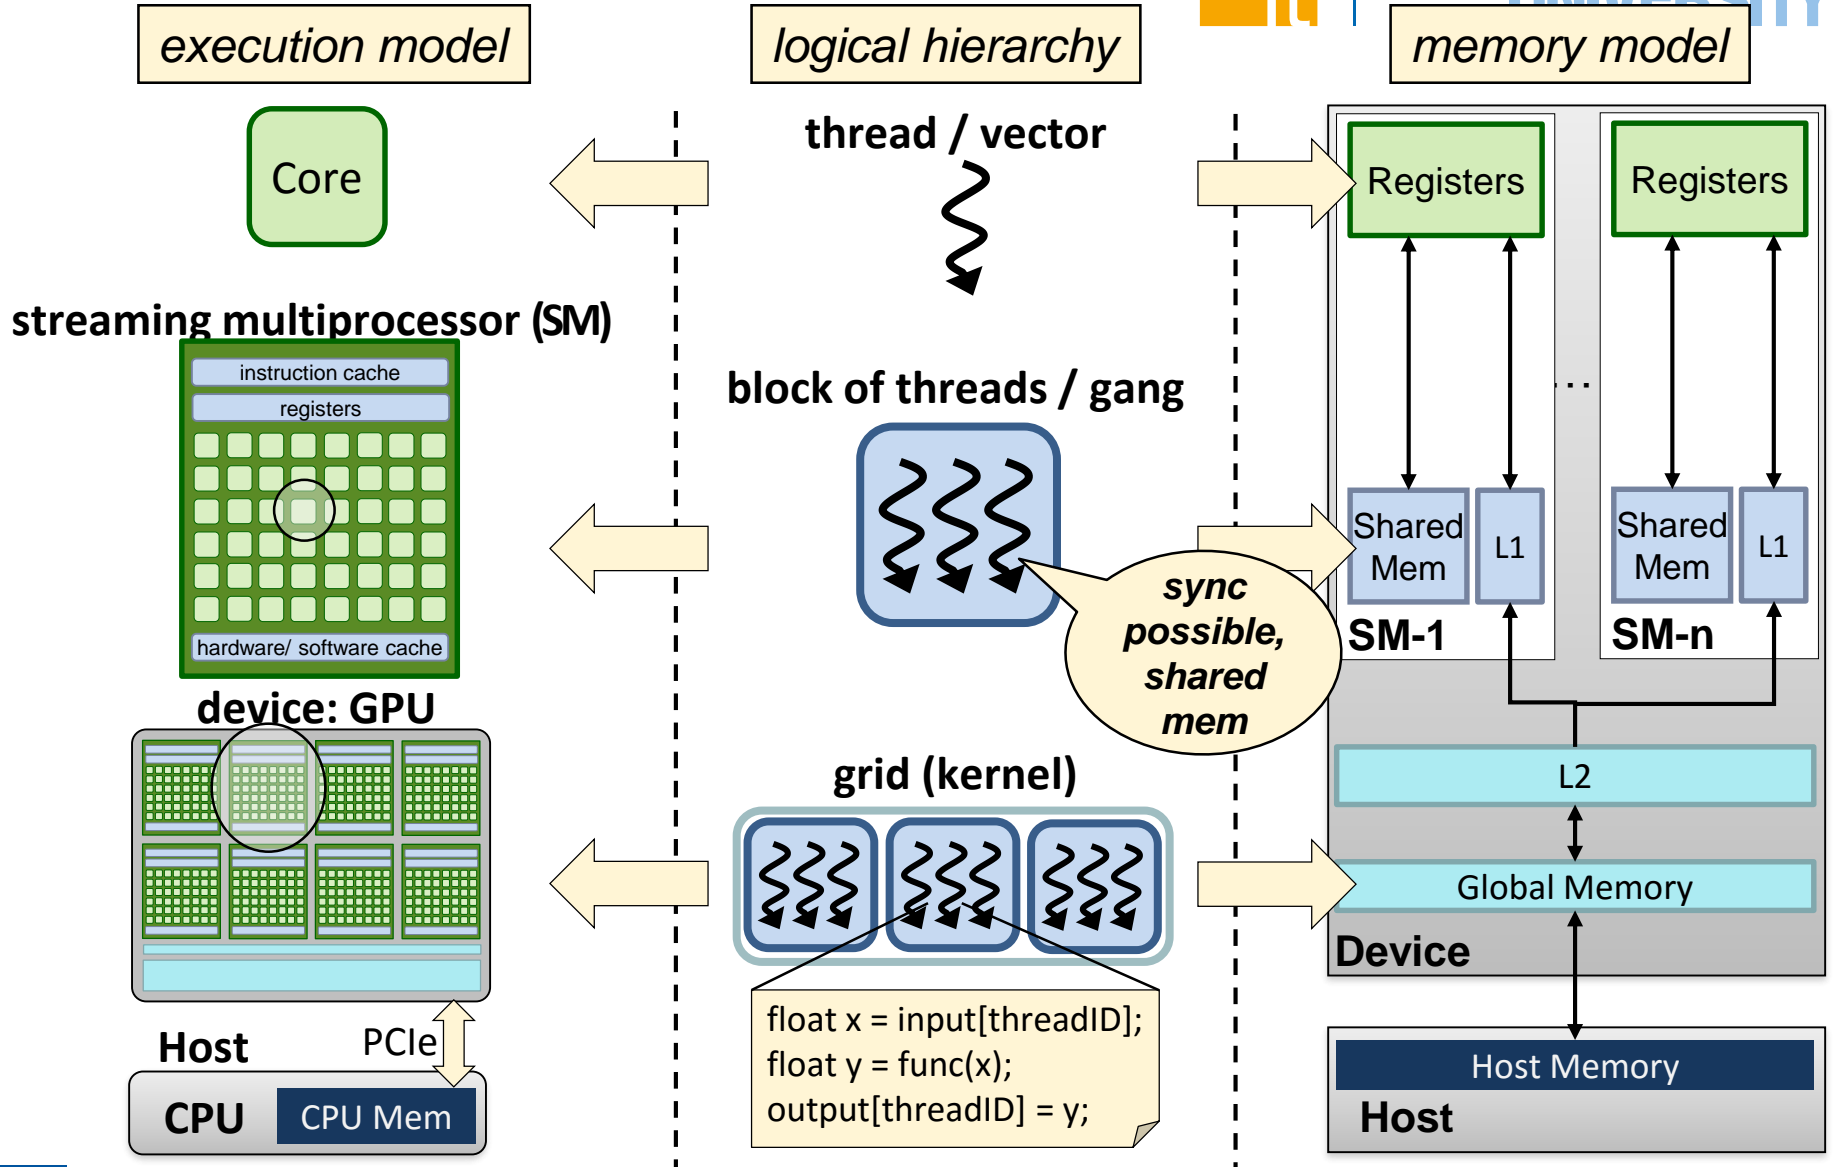 execution model
logical hierarchy
memory model
Core
thread / vector
Registers
Registers
streaming multiprocessor (SM)
instruction cache
registers
hardware/ software cache
block of threads / gang
...
Shared
Mem
L1
SM-1
Shared
Mem
L1
SM-n
sync
possible,
shared
mem
device: GPU
grid (kernel)
L2
Global Memory
Device
float x = input[threadID];
float y = func(x);
output[threadID] = y;
Host
PCIe
CPU
CPU Mem
Host Memory
Host